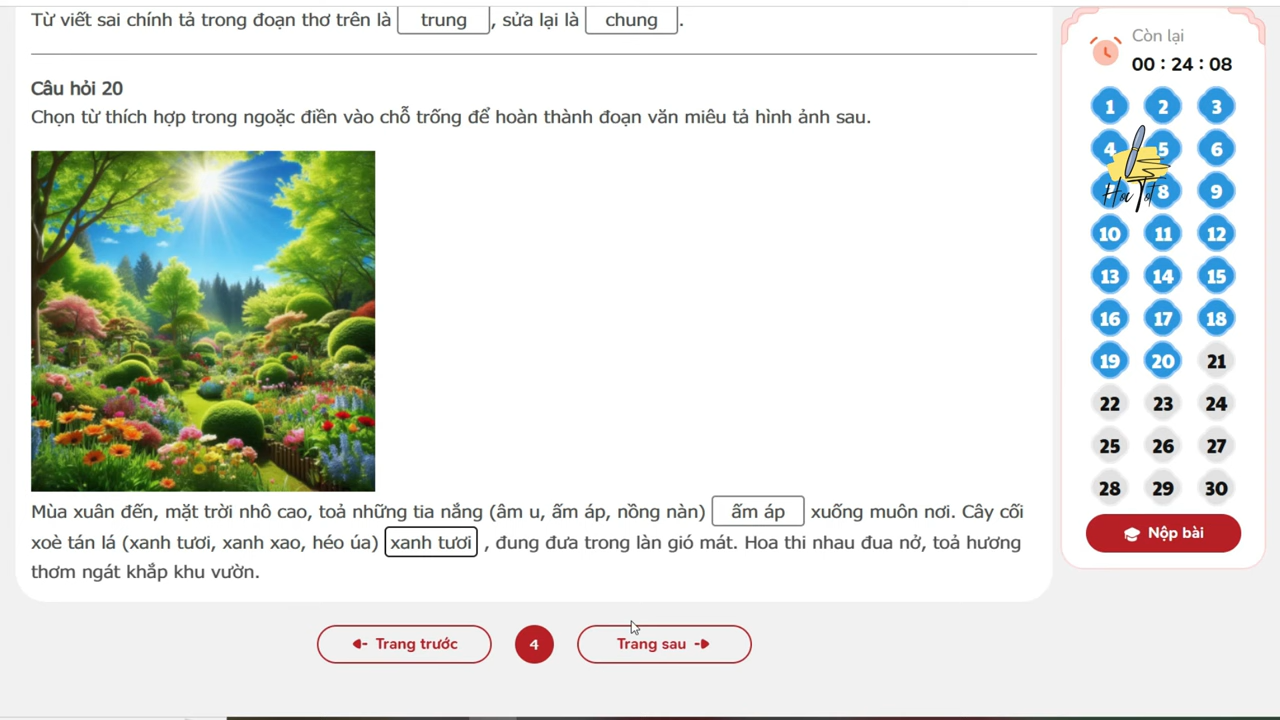 Từ viết sai chính tả trong đoạn thơ trên là trung , sửa lại là chung .
Câu hỏi 20
Chọn từ thích hợp trong ngoặc điền vào chỗ trống để hoàn thành đoạn văn miêu tả hình ảnh sau.
Mùa xuân đến, mặt trời nhô cao, toả những tia nắng (âm u, ấm áp, nồng nàn) ấm áp xuống muôn nơi. Cây cối
xoè tán lá (xanh tươi, xanh xao, héo úa) xanh tươi , đung đưa trong làn gió mát. Hoa thi nhau đua nở, toả hương
thơm ngát khắp khu vườn.
Trang trước 4 Trang sau
Còn lại
00 : 24 : 08
1 2 3
4 5 6
8 9
Hoa Tot
10 11 12
13 14 15
16 17 18
19 20 21
22 23 24
25 26 27
28 29 30
Nộp bài